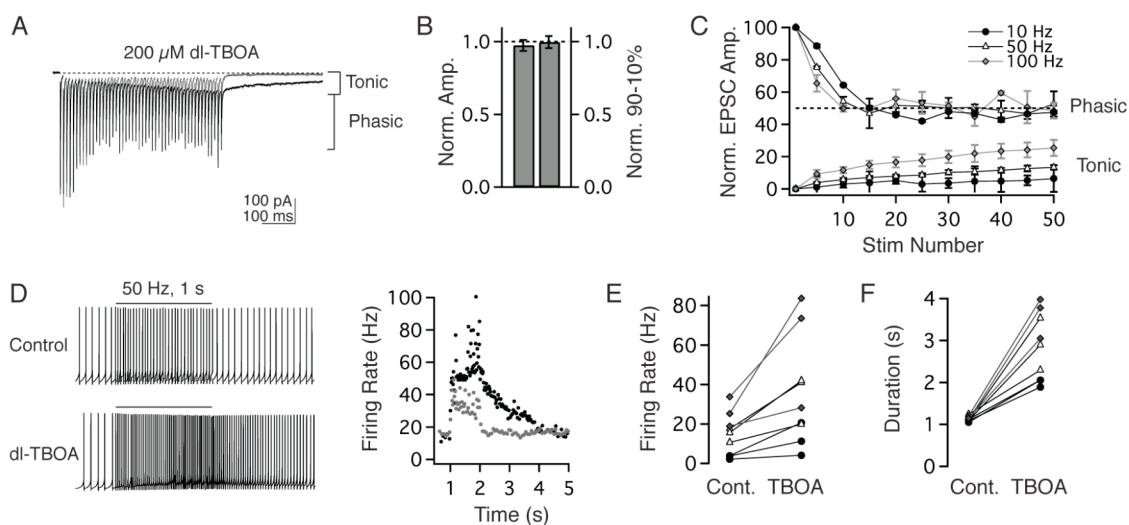 A
200 µM dl-TBOA
Tonic
Phasic
100 pA
100 ms
B
Norm. Amp.
1.0
0.5
0.0
1.0
0.5
0.0
Norm. 90-10%
C
Norm. EPSC Amp.
100
80
60
40
20
0
10 Hz
50 Hz
100 Hz
Phasic
Tonic
10 20 30 40 50
Stim Number
D
50 Hz, 1 s
Control
dl-TBOA
Firing Rate (Hz)
100
80
60
40
20
0
1 2 3 4 5
Time (s)
E
Firing Rate (Hz)
80
60
40
20
0
Cont. TBOA
F
Duration (s)
4
3
2
1
0
Cont. TBOA